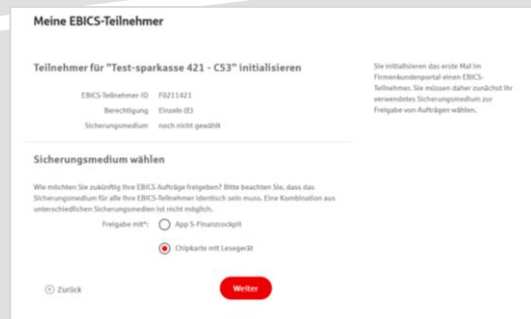 Meine EBICS-Teilnehmer
Teilnehmer für "Test-sparkasse 421 - C53" initialisieren
EBICS-Teilnehmer-ID F0211421
Berechtigung Einzeln (E)
Sicherungsmedium noch nicht gewählt
Sie initialisieren das erste Mal im
Firmenkundenportal einen EBICS-
Teilnehmer. Sie müssen daher zunächst Ihr
verwendetes Sicherungsmedium zur
Freigabe von Aufträgen wählen.
Sicherungsmedium wählen
Wie möchten Sie zukünftig Ihre EBICS Aufträge freigeben? Bitte beachten Sie, dass das
Sicherungsmedium für alle Ihre EBICS-Teilnehmer identisch sein muss. Eine Kombination aus
unterschiedlichen Sicherungsmedien ist nicht möglich.
Freigabe mit*: App S-Finanzcockpit
Chipkarte mit Lesegerät
Zurück
Weiter